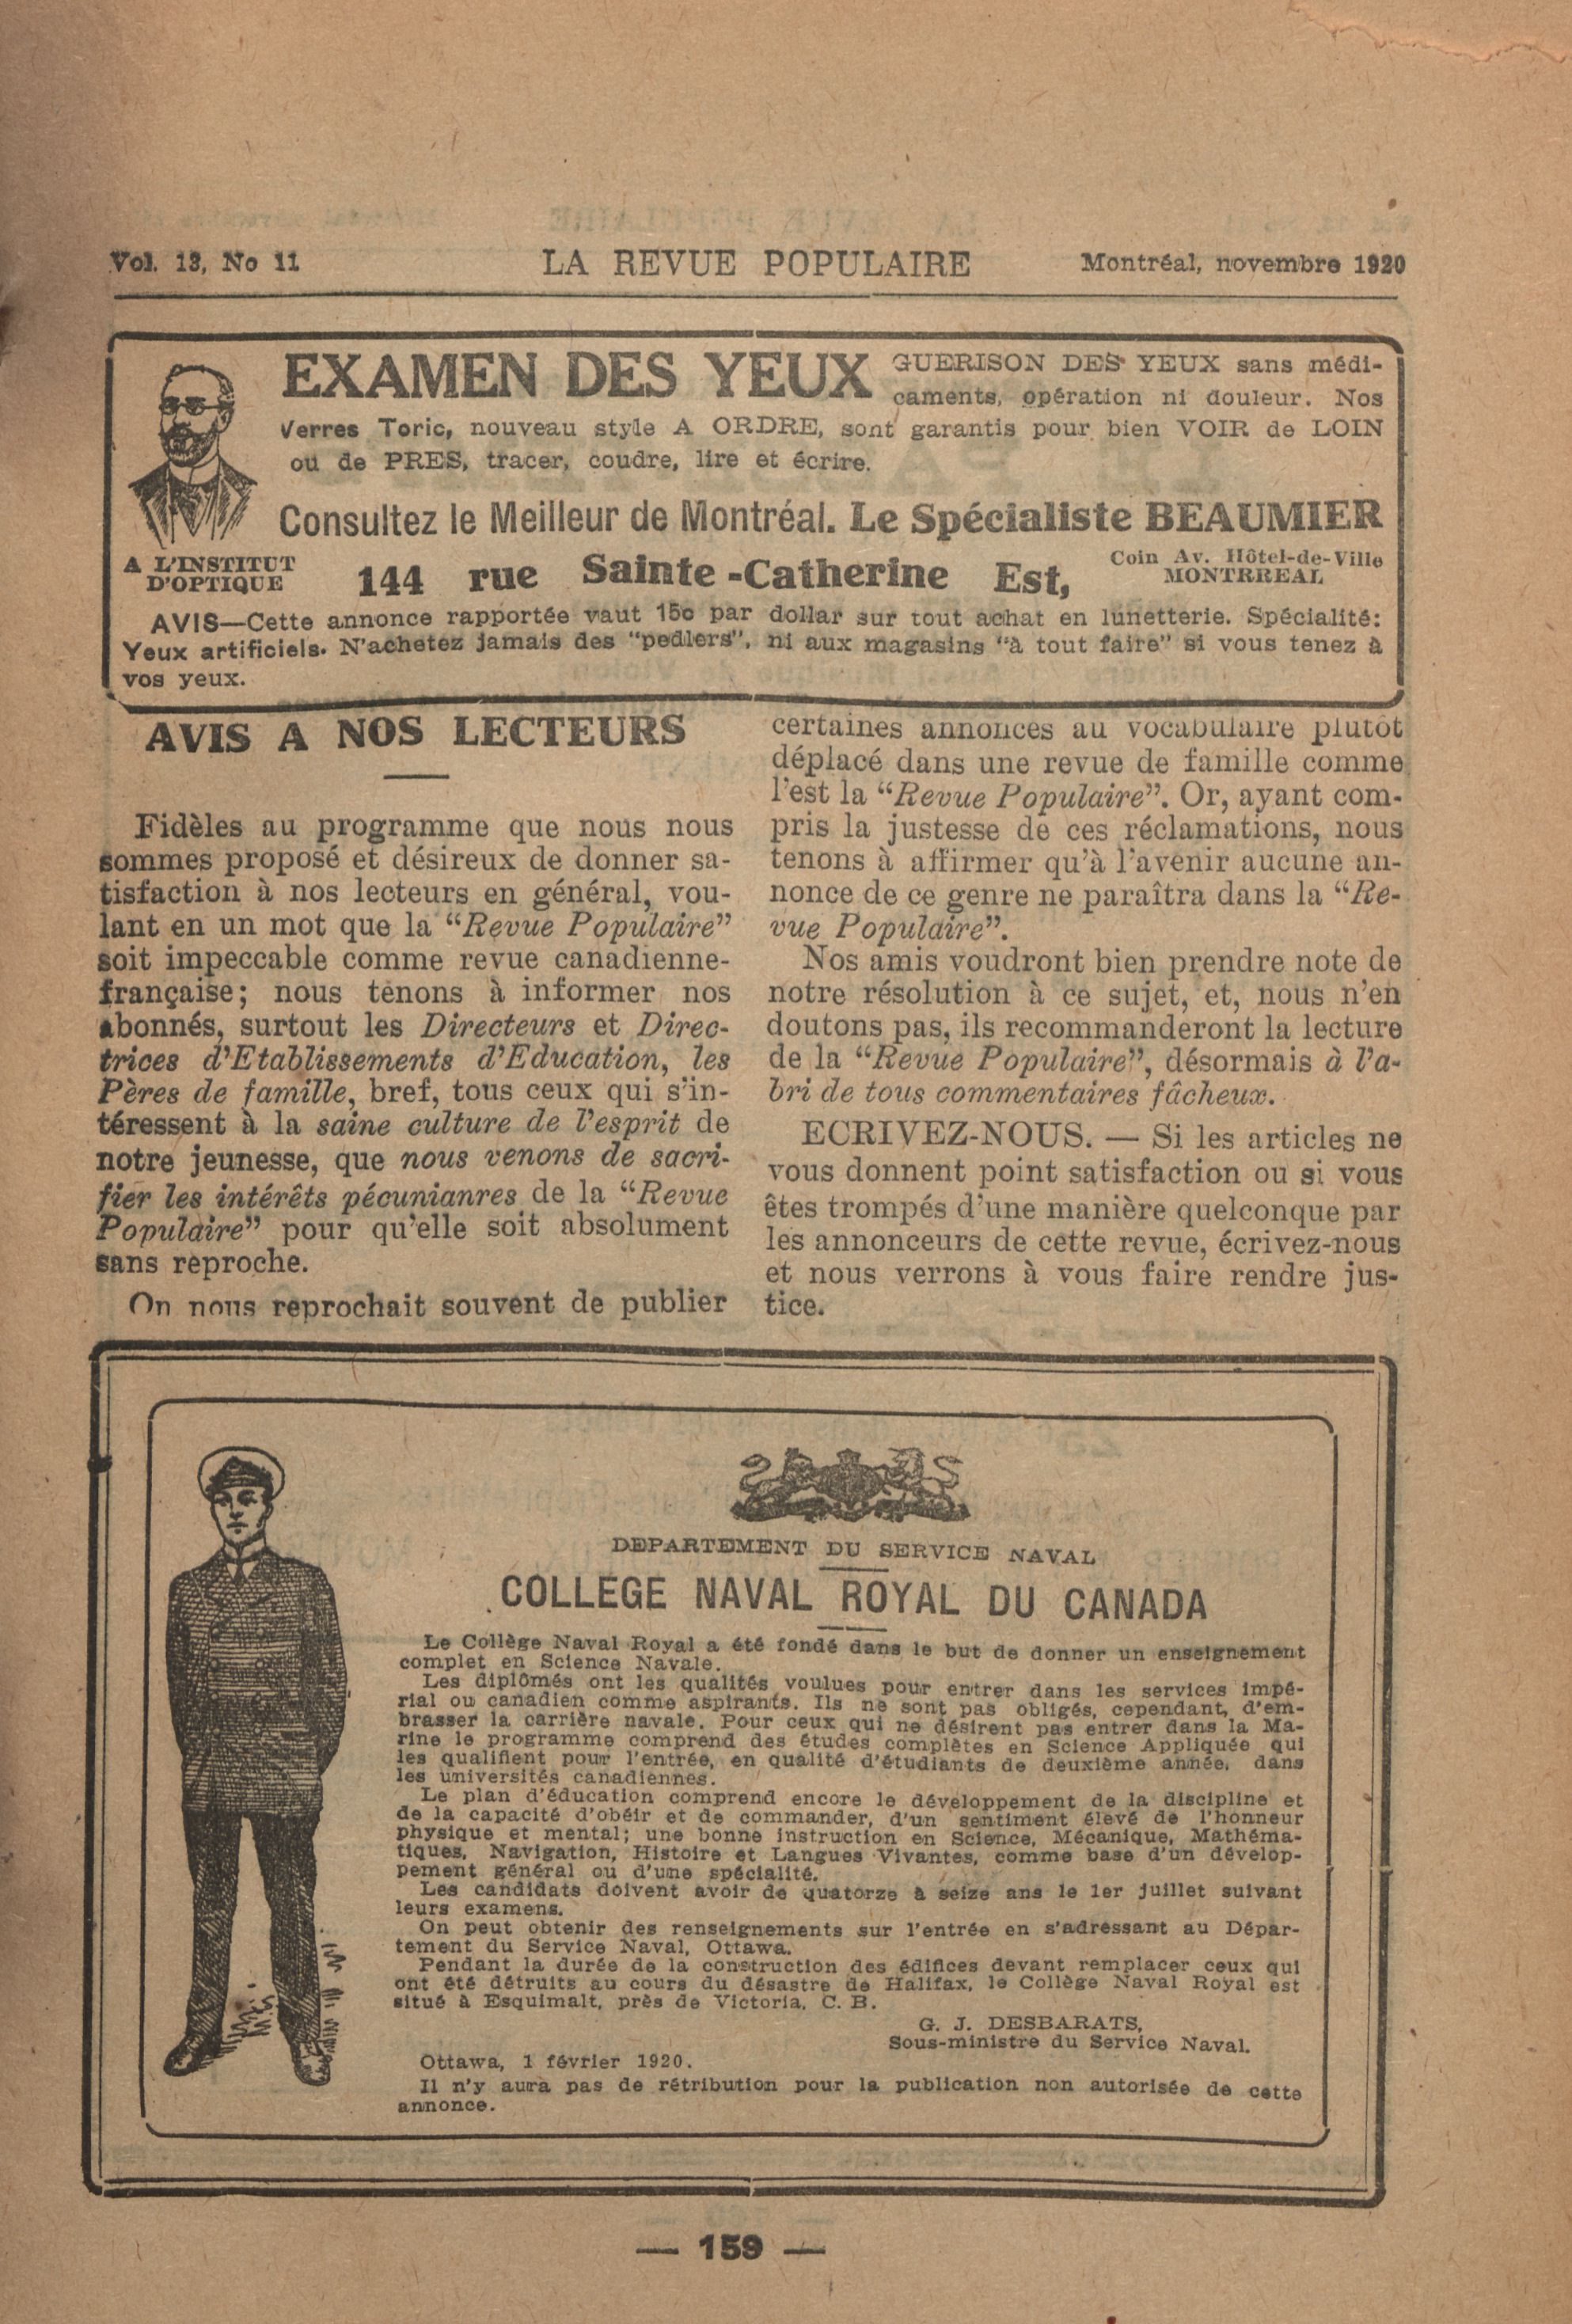 Vol. 13, No 11 LA REVUE POPULAIRE Montréal, novembre 1920
EXAMEN DES YEUX GUERISON DES YEUX sans médi-
caments, opération ni douleur. Nos
Verres Toric, nouveau style A ORDRE, sont garantis pour bien VOIR de LOIN
ou de PRES, tracer, coudre, lire et écrire.
Consultez le Meilleur de Montréal. Le Spécialiste BEAUMIER
A L'INSTITUT
D'OPTIQUE
144 rue Sainte-Catherine Est,
Coin Av. Hôtel-de-Ville
MONTRREAL
AVIS—Cette annonce rapportée vaut 15c par dollar sur tout achat en lunetterie. Spécialité:
Yeux artificiels. N'achetez jamais des "pedlers", ni aux magasins "à tout faire" si vous tenez à
vos yeux.
AVIS A NOS LECTEURS
Fidèles au programme que nous nous
sommes proposé et désireux de donner sa-
tisfaction à nos lecteurs en général, vou-
lant en un mot que la "Revue Populaire"
soit impeccable comme revue canadienne-
française; nous tenons à informer nos
abonnés, surtout les Directeurs et Direc-
trices d'Etablissements d'Education, les
Pères de famille, bref, tous ceux qui s'in-
téressent à la saine culture de l'esprit de
notre jeunesse, que nous venons de sacri-
fier les intérêts pécunianres de la "Revue
Populaire" pour qu'elle soit absolument
sans reproche.
On nous reprochait souvent de publier
certaines annonces au vocabulaire plutôt
déplacé dans une revue de famille comme
l'est la "Revue Populaire". Or, ayant com-
pris la justesse de ces réclamations, nous
tenons à affirmer qu'à l'avenir aucune an-
nonce de ce genre ne paraîtra dans la "Re-
vue Populaire".
Nos amis voudront bien prendre note de
notre résolution à ce sujet, et, nous n'en
doutons pas, ils recommanderont la lecture
de la "Revue Populaire", désormais à l'a-
bri de tous commentaires fâcheux.
ECRIVEZ-NOUS. — Si les articles ne
vous donnent point satisfaction ou si vous
êtes trompés d'une manière quelconque par
les annonceurs de cette revue, écrivez-nous
et nous verrons à vous faire rendre jus-
tice.
DEPARTEMENT DU SERVICE NAVAL
COLLEGE NAVAL ROYAL DU CANADA
Le Collège Naval Royal a été fondé dans le but de donner un enseignement
complet en Science Navale.
Les diplômés ont les qualités voulues pour entrer dans les services impé-
rial ou canadien comme aspirants. Ils ne sont pas obligés, cependant, d'em-
brasser la carrière navale. Pour ceux qui ne désirent pas entrer dans la Ma-
rine le programme comprend des études complètes en Science Appliquée qui
les qualifient pour l'entrée, en qualité d'étudiants de deuxième année, dans
les universités canadiennes.
Le plan d'éducation comprend encore le développement de la discipline et
de la capacité d'obéir et de commander, d'un sentiment élevé de l'honneur
physique et mental; une bonne instruction en Science, Mécanique, Mathéma-
tiques, Navigation, Histoire et Langues Vivantes, comme base d'un dévelop-
pement général ou d'une spécialité.
Les candidats doivent avoir de quatorze à seize ans le 1er juillet suivant
leurs examens.
On peut obtenir des renseignements sur l'entrée en s'adressant au Dépar-
tement du Service Naval, Ottawa.
Pendant la durée de la construction des édifices devant remplacer ceux qui
ont été détruits au cours du désastre de Halifax, le Collège Naval Royal est
situé à Esquimalt, près de Victoria, C. B.
G. J. DESBARATS,
Sous-ministre du Service Naval.
Ottawa, 1 février 1920.
Il n'y aura pas de rétribution pour la publication non autorisée de cette
annonce.
— 159 —